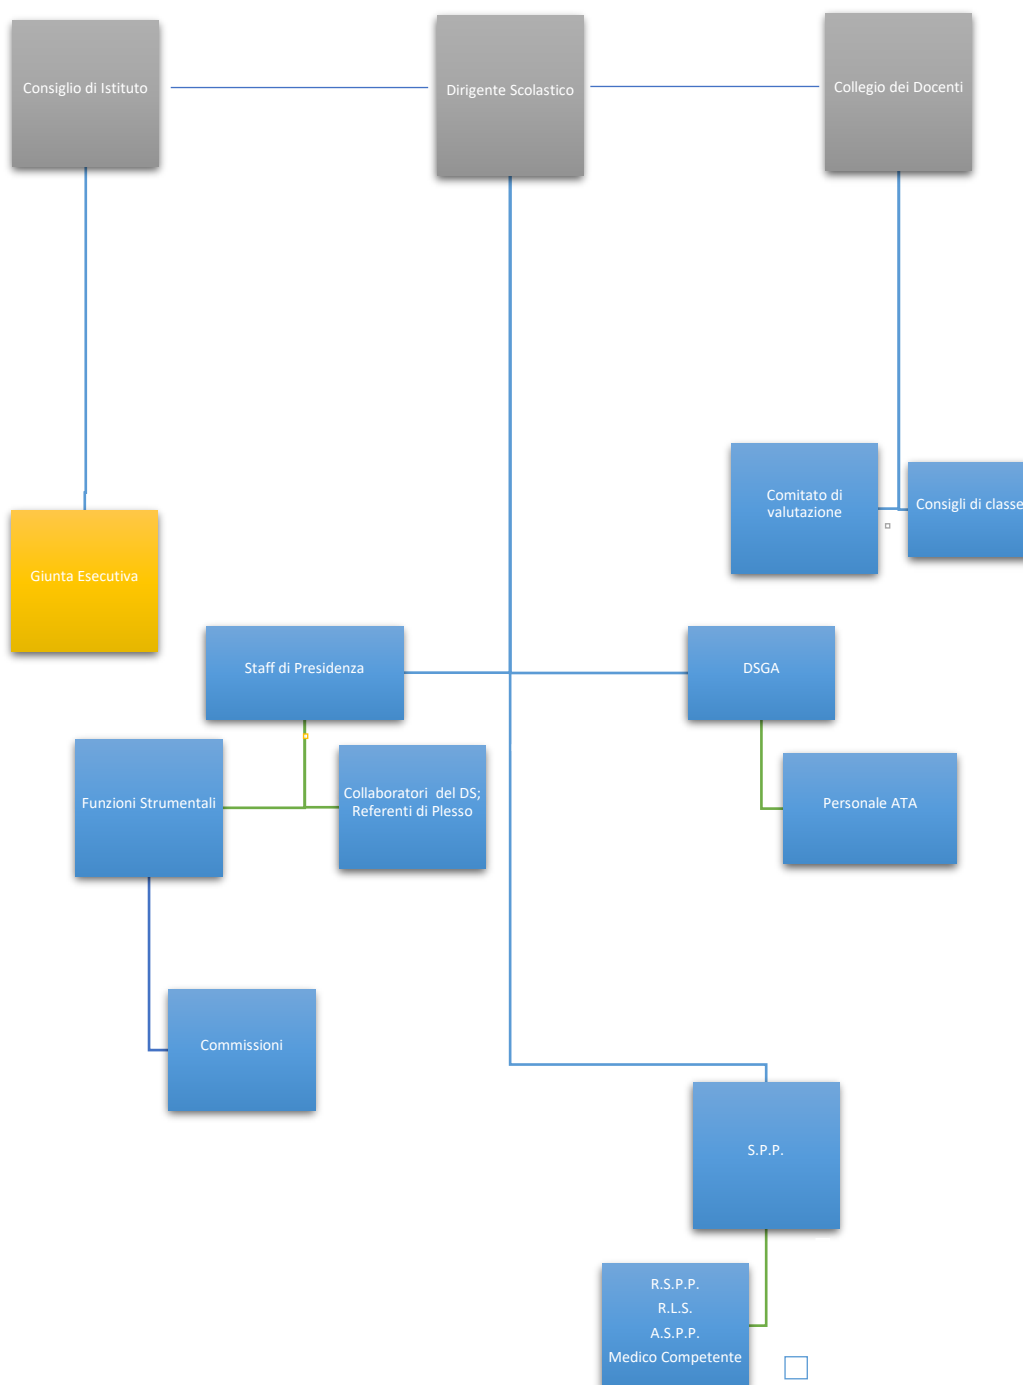 Consiglio di Istituto
Dirigente Scolastico
Collegio dei Docenti
Comitato di
valutazione
Consigli di classe
Giunta Esecutiva
Staff di Presidenza
DSGA
Funzioni Strumentali
Collaboratori del DS;
Referenti di Plesso
Personale ATA
Commissioni
S.P.P.
R.S.P.P.
R.L.S.
A.S.P.P.
Medico Competente